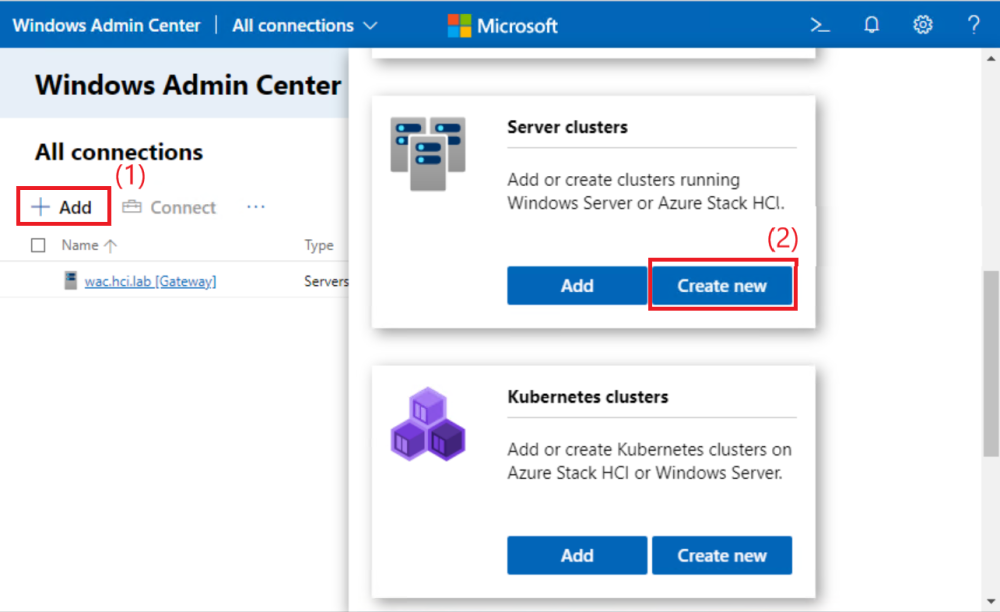 Windows Admin Center | All connections
Microsoft
>_
?
Windows Admin Center
All connections
(1)
+ Add
Connect
...
Name ↑
Type
wac.hci.lab [Gateway]
Servers
Server clusters
Add or create clusters running
Windows Server or Azure Stack HCI.
(2)
Add
Create new
Kubernetes clusters
Add or create Kubernetes clusters on
Azure Stack HCI or Windows Server.
Add
Create new